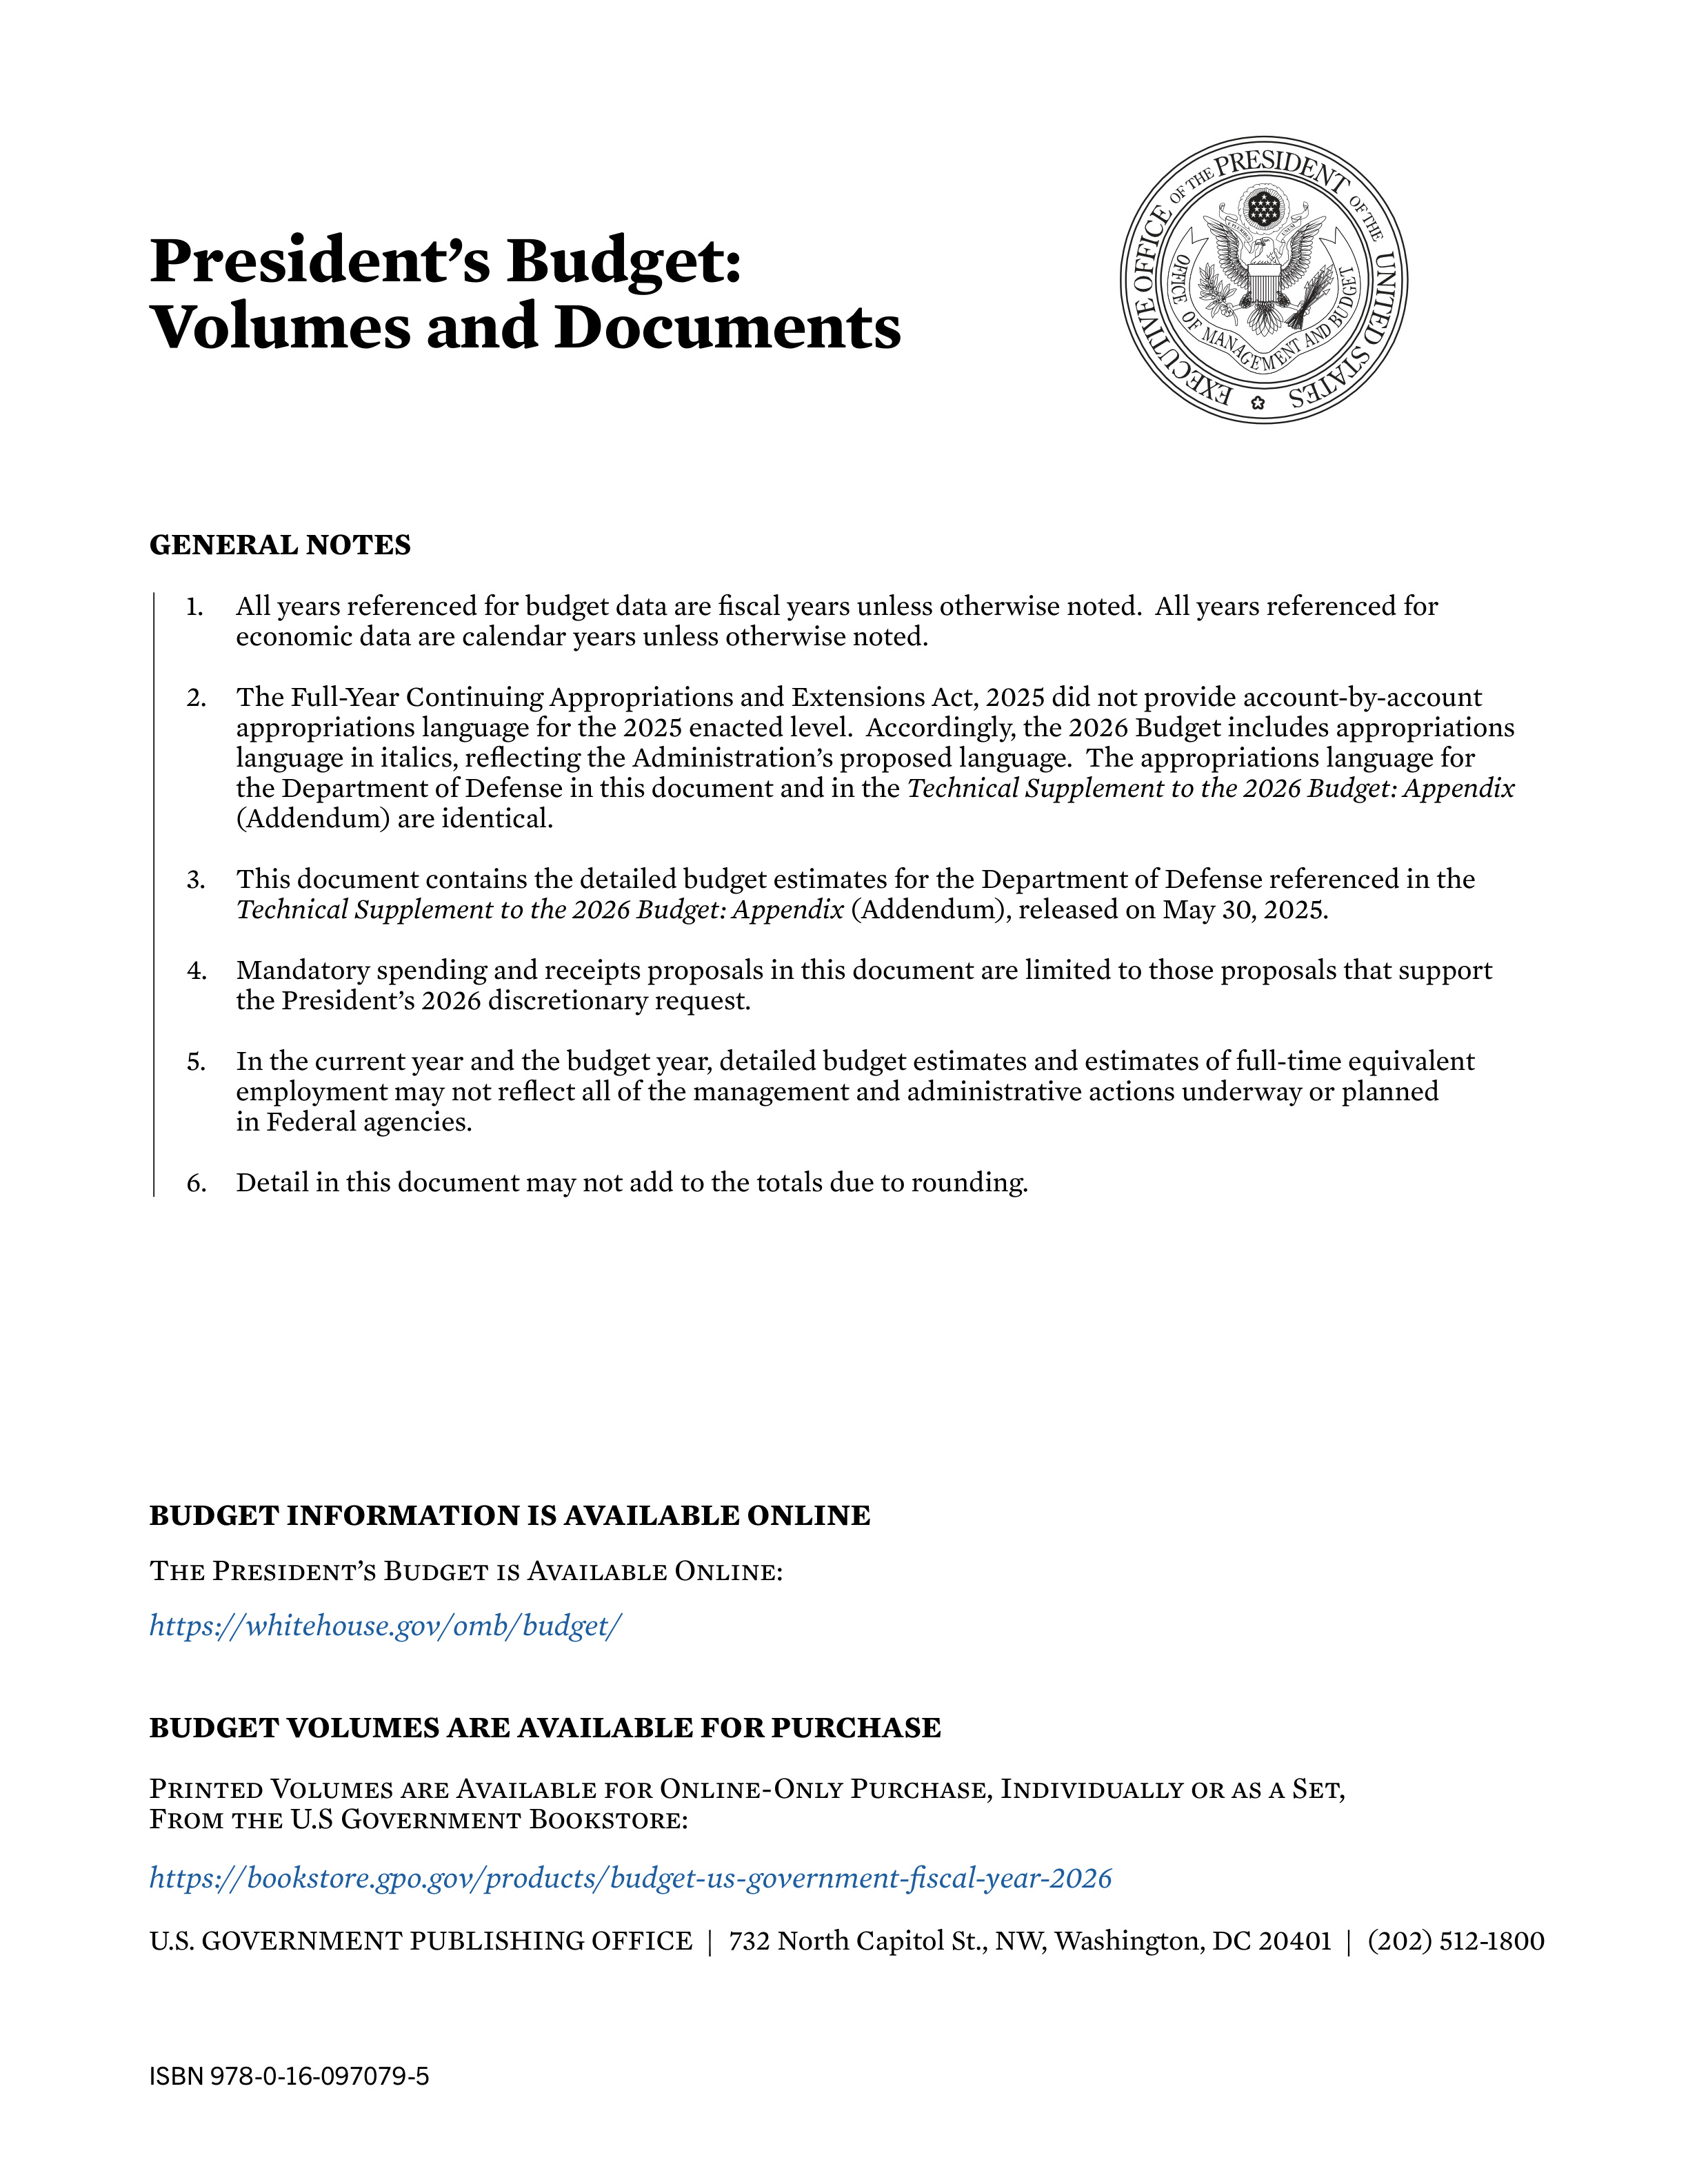 President’s Budget:
Volumes and Documents
EXECUTIVE OFFICE OF THE PRESIDENT OF THE UNITED STATES
OFFICE OF MANAGEMENT AND BUDGET
GENERAL NOTES
1. All years referenced for budget data are fiscal years unless otherwise noted.  All years referenced for
economic data are calendar years unless otherwise noted.
2. The Full-Year Continuing Appropriations and Extensions Act, 2025 did not provide account-by-account
appropriations language for the 2025 enacted level.  Accordingly, the 2026 Budget includes appropriations
language in italics, reflecting the Administration’s proposed language.  The appropriations language for
the Department of Defense in this document and in the Technical Supplement to the 2026 Budget: Appendix
(Addendum) are identical.
3. This document contains the detailed budget estimates for the Department of Defense referenced in the
Technical Supplement to the 2026 Budget: Appendix (Addendum), released on May 30, 2025.
4. Mandatory spending and receipts proposals in this document are limited to those proposals that support
the President’s 2026 discretionary request.
5. In the current year and the budget year, detailed budget estimates and estimates of full-time equivalent
employment may not reflect all of the management and administrative actions underway or planned
in Federal agencies.
6. Detail in this document may not add to the totals due to rounding.
BUDGET INFORMATION IS AVAILABLE ONLINE
The President’s Budget is Available Online:
https://whitehouse.gov/omb/budget/
BUDGET VOLUMES ARE AVAILABLE FOR PURCHASE
Printed Volumes are Available for Online-Only Purchase, Individually or as a Set,
From the U.S Government Bookstore:
https://bookstore.gpo.gov/products/budget-us-government-fiscal-year-2026
U.S. GOVERNMENT PUBLISHING OFFICE | 732 North Capitol St., NW, Washington, DC 20401 | (202) 512-1800
ISBN 978-0-16-097079-5